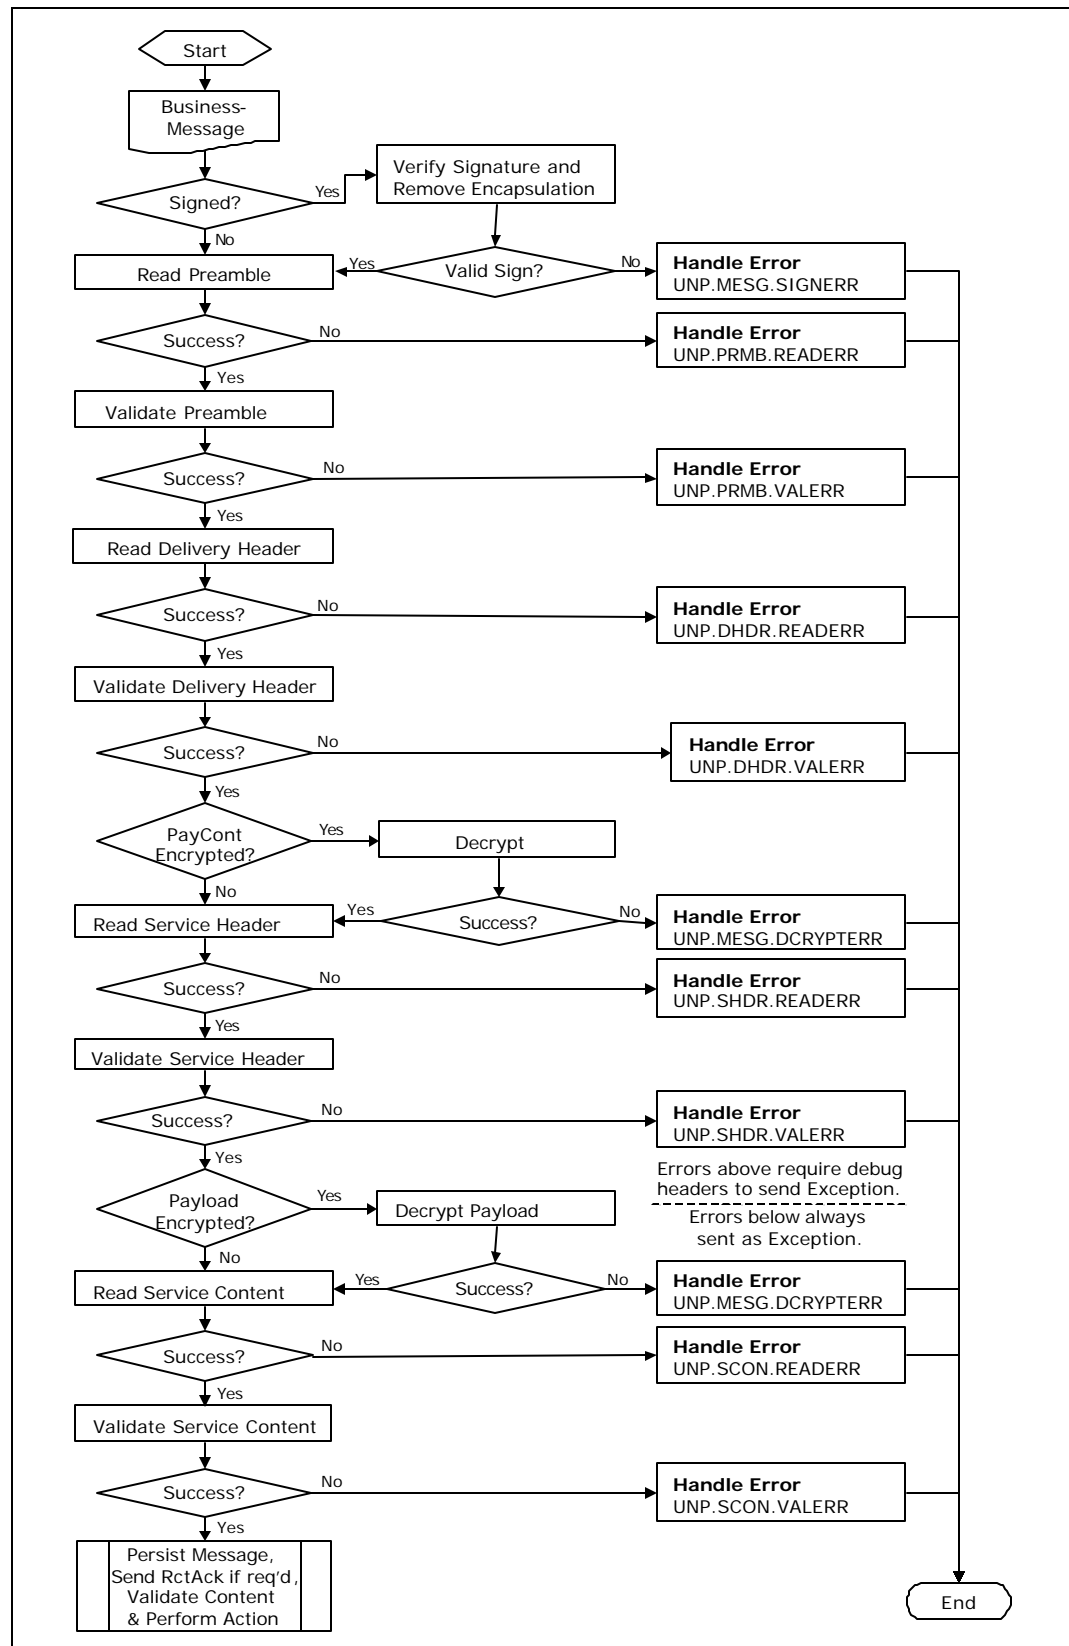 Start
Business-
Message
Signed?
Yes
Verify Signature and
Remove Encapsulation
No
Read Preamble
Yes
Valid Sign?
No
Handle Error
UNP.MESG.SIGNERR
Success?
No
Handle Error
UNP.PRMB.READERR
Yes
Validate Preamble
Success?
No
Handle Error
UNP.PRMB.VALERR
Yes
Read Delivery Header
Success?
No
Handle Error
UNP.DHDR.READERR
Yes
Validate Delivery Header
Success?
No
Handle Error
UNP.DHDR.VALERR
Yes
PayCont
Encrypted?
Yes
Decrypt
No
Read Service Header
Yes
Success?
No
Handle Error
UNP.MESG.DCRYPTERR
Success?
No
Handle Error
UNP.SHDR.READERR
Yes
Validate Service Header
Success?
No
Handle Error
UNP.SHDR.VALERR
Yes
Errors above require debug
headers to send Exception.
Errors below always
sent as Exception.
Payload
Encrypted?
Yes
Decrypt Payload
No
Read Service Content
Yes
Success?
No
Handle Error
UNP.MESG.DCRYPTERR
Success?
No
Handle Error
UNP.SCON.READERR
Yes
Validate Service Content
Success?
No
Handle Error
UNP.SCON.VALERR
Yes
Persist Message,
Send RctAck if req'd,
Validate Content
& Perform Action
End